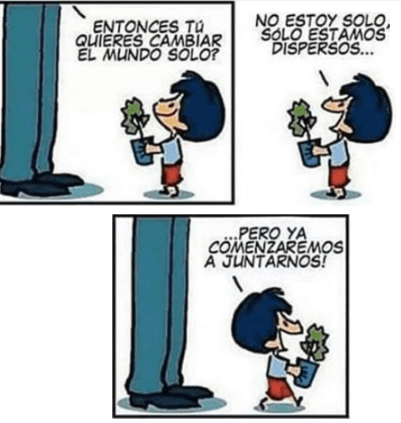 ENTONCES TÚ
QUIERES CAMBIAR
EL MUNDO SOLO?
NO ESTOY SOLO,
SÓLO ESTAMOS
DISPERSOS...
...PERO YA
COMENZAREMOS
A JUNTARNOS!